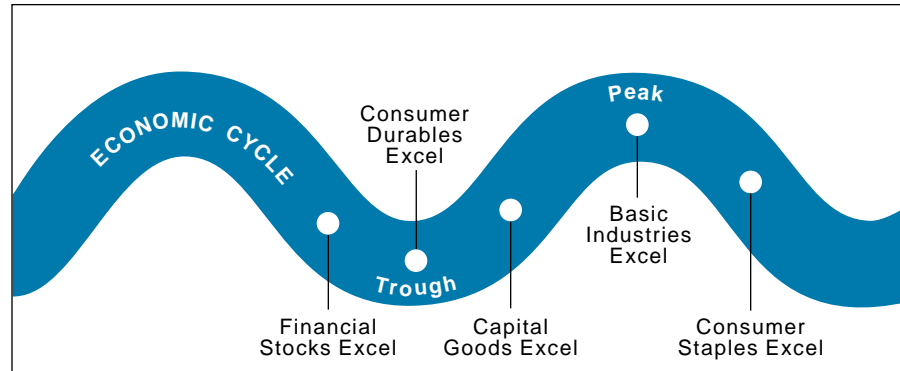 ECONOMIC CYCLE
Consumer
Durables
Excel
Peak
Trough
Financial
Stocks Excel
Capital
Goods Excel
Basic
Industries
Excel
Consumer
Staples Excel